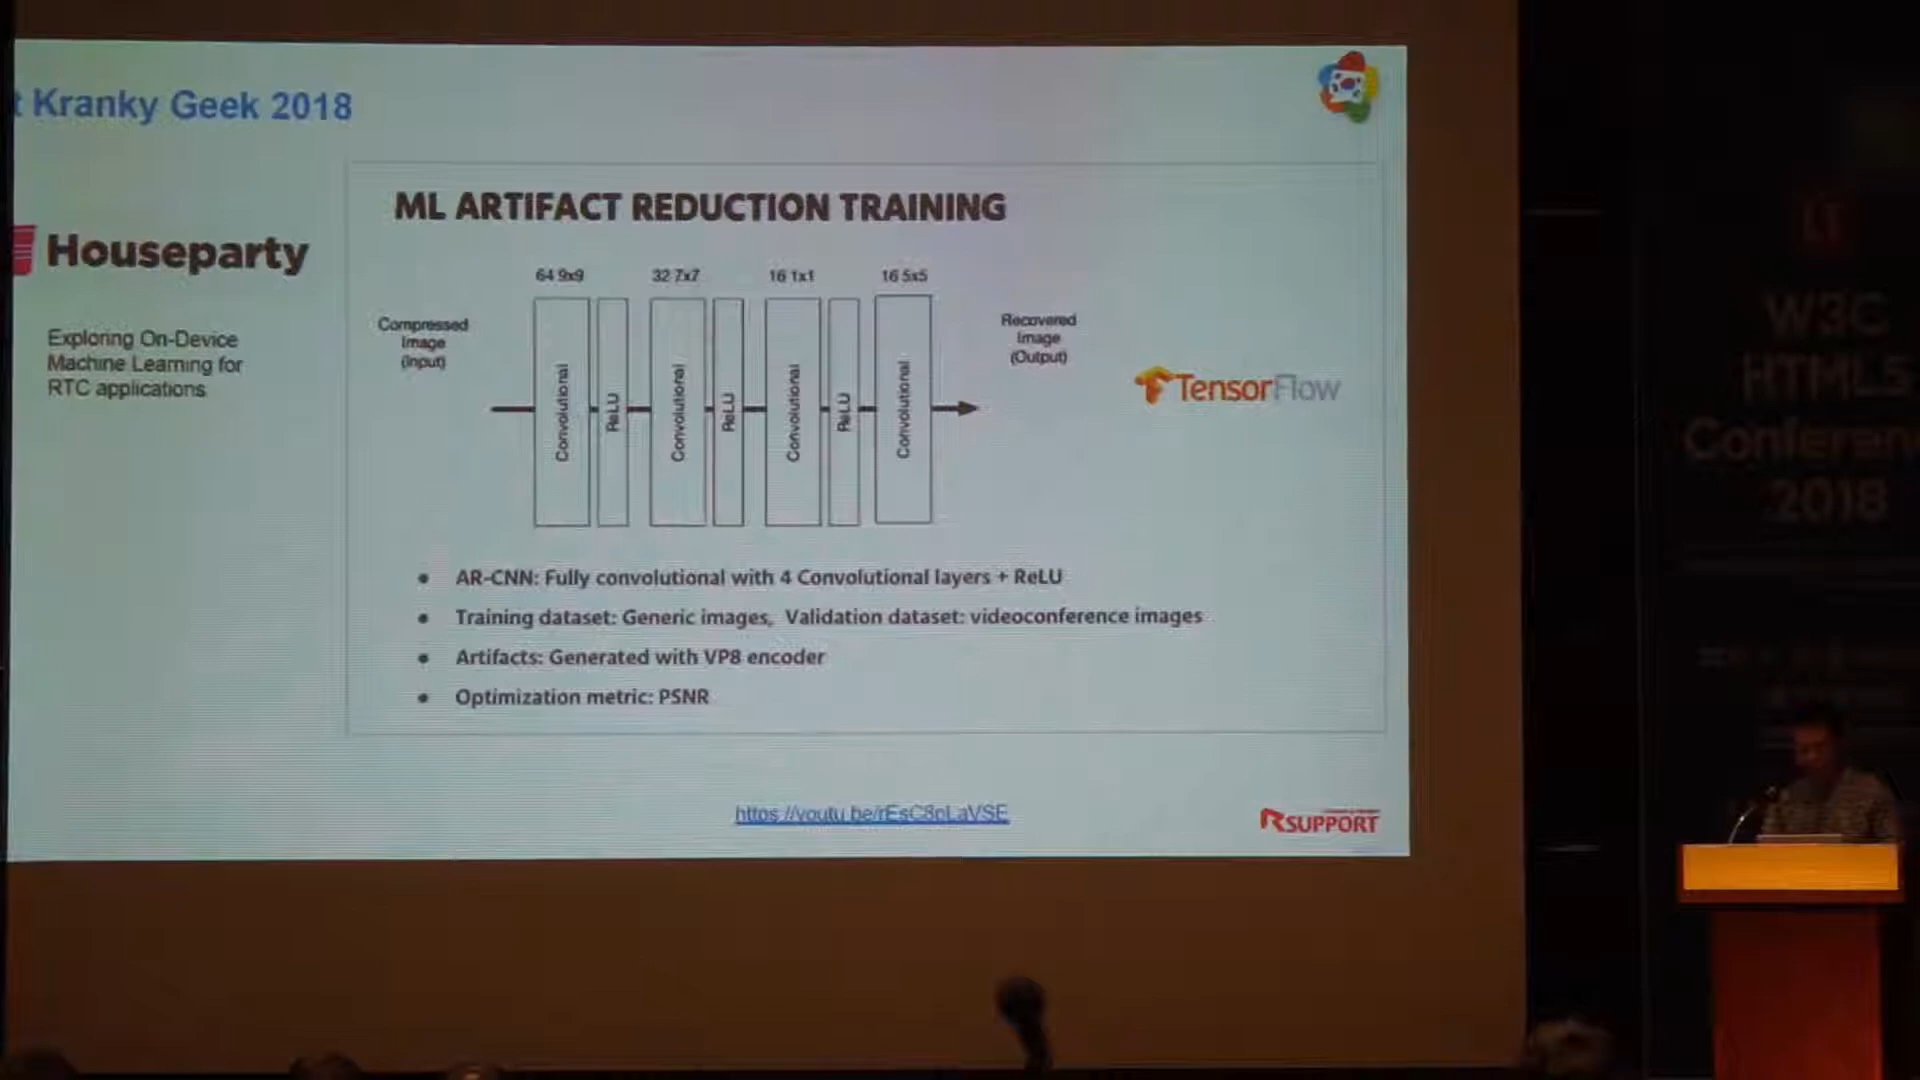 t Kranky Geek 2018
Houseparty
Exploring On-Device
Machine Learning for
RTC applications
ML ARTIFACT REDUCTION TRAINING
64 9x9
32 7x7
16 1x1
16 5x5
Compressed
Image
(Input)
Convolutional
ReLU
Convolutional
ReLU
Convolutional
ReLU
Convolutional
Recovered
Image
(Output)
TensorFlow
AR-CNN: Fully convolutional with 4 Convolutional layers + ReLU
Training dataset: Generic images, Validation dataset: videoconference images
Artifacts: Generated with VP8 encoder
Optimization metric: PSNR
RSUPPORT
W3C
HTML5
Conferen
2018